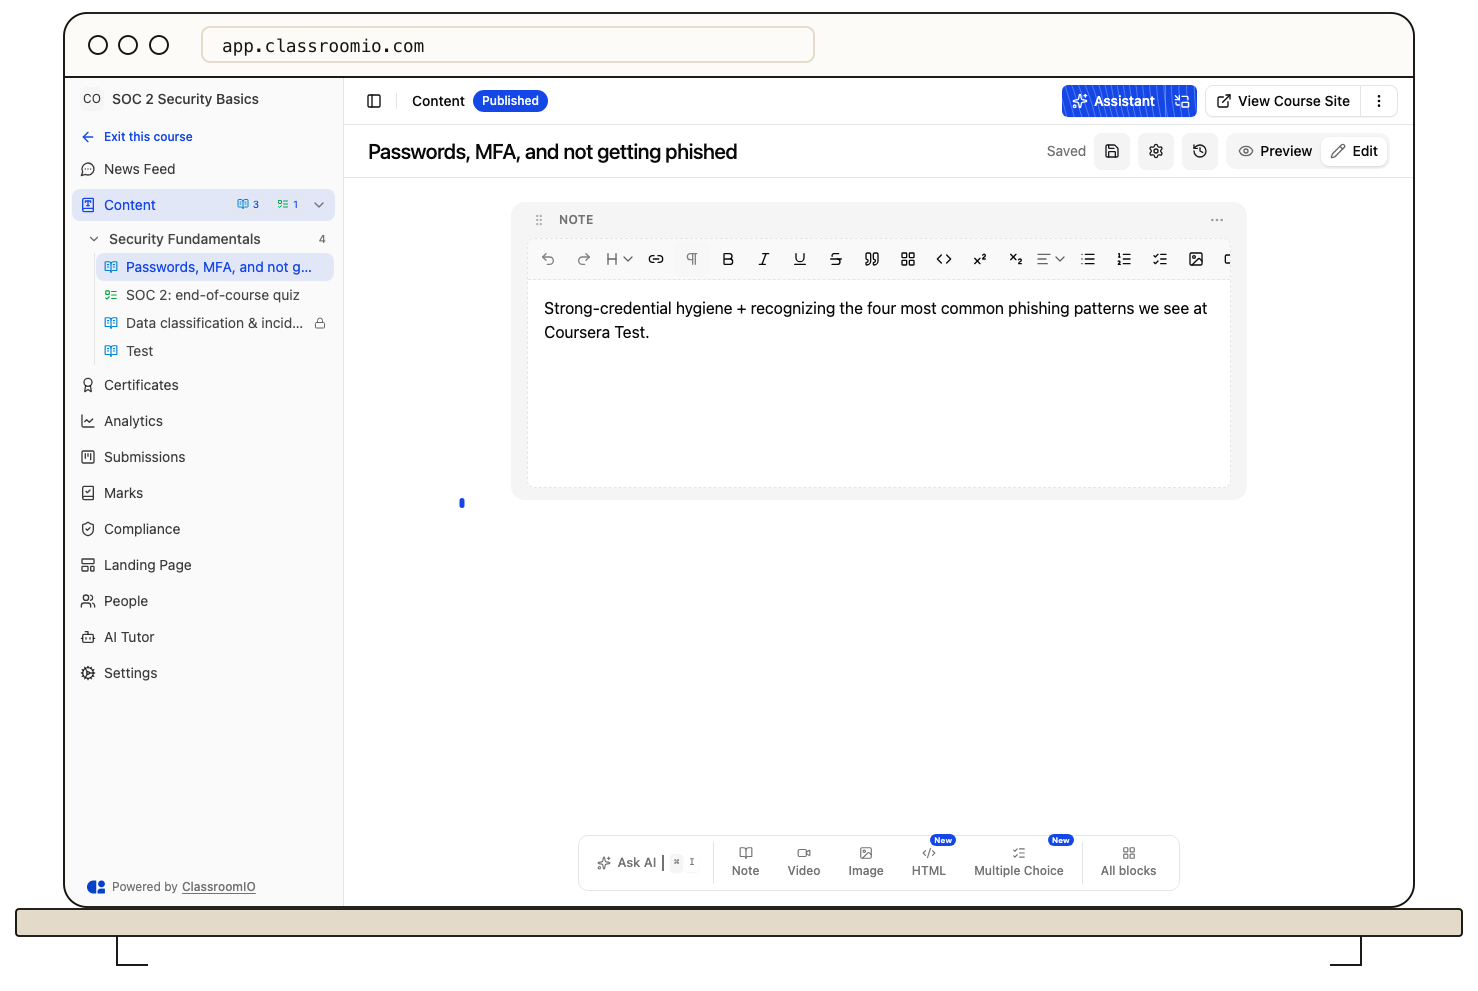 app.classroomio.com
CO SOC 2 Security Basics
Exit this course
News Feed
Content 3 1
Security Fundamentals 4
Passwords, MFA, and not g...
SOC 2: end-of-course quiz
Data classification & incid...
Test
Certificates
Analytics
Submissions
Marks
Compliance
Landing Page
People
AI Tutor
Settings
Powered by ClassroomIO
Content Published
Assistant
View Course Site
Passwords, MFA, and not getting phished
Saved
Preview
Edit
NOTE
Strong-credential hygiene + recognizing the four most common phishing patterns we see at
Coursera Test.
Ask AI ⌘ I
Note
Video
Image
New
HTML
New
Multiple Choice
All blocks